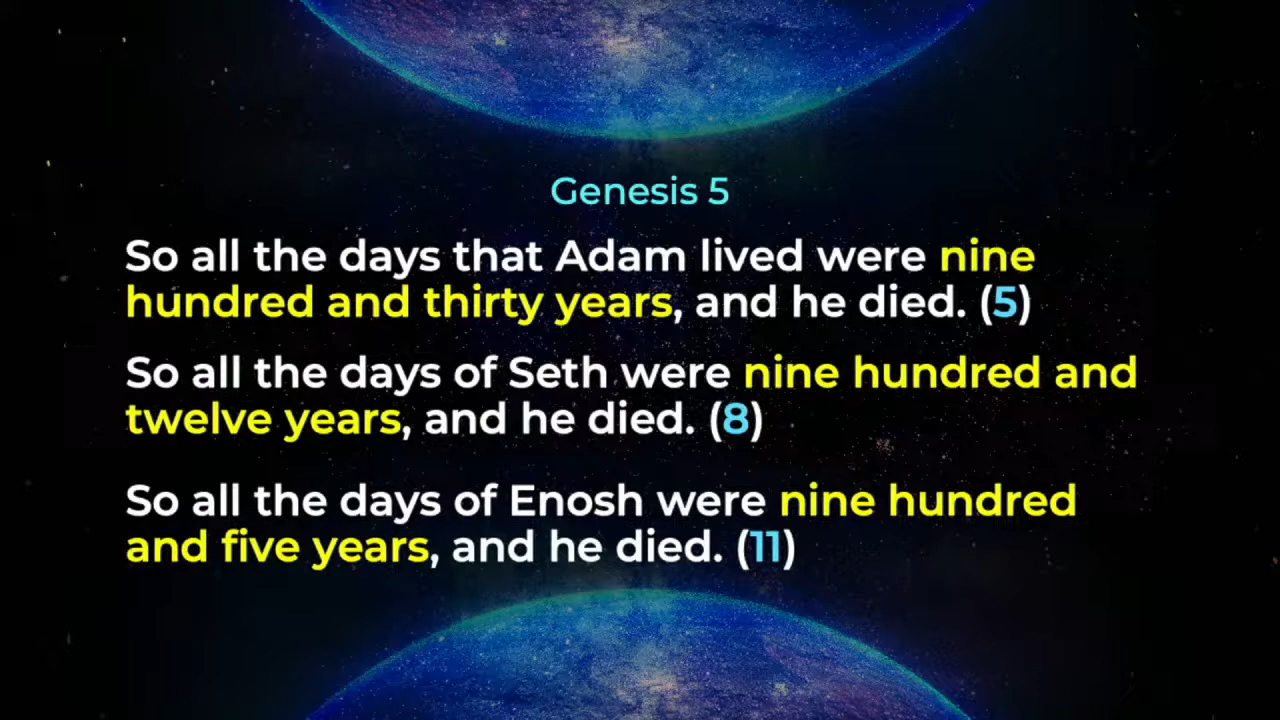 Genesis 5
So all the days that Adam lived were nine
hundred and thirty years, and he died. (5)
So all the days of Seth were nine hundred and
twelve years, and he died. (8)
So all the days of Enosh were nine hundred
and five years, and he died. (11)